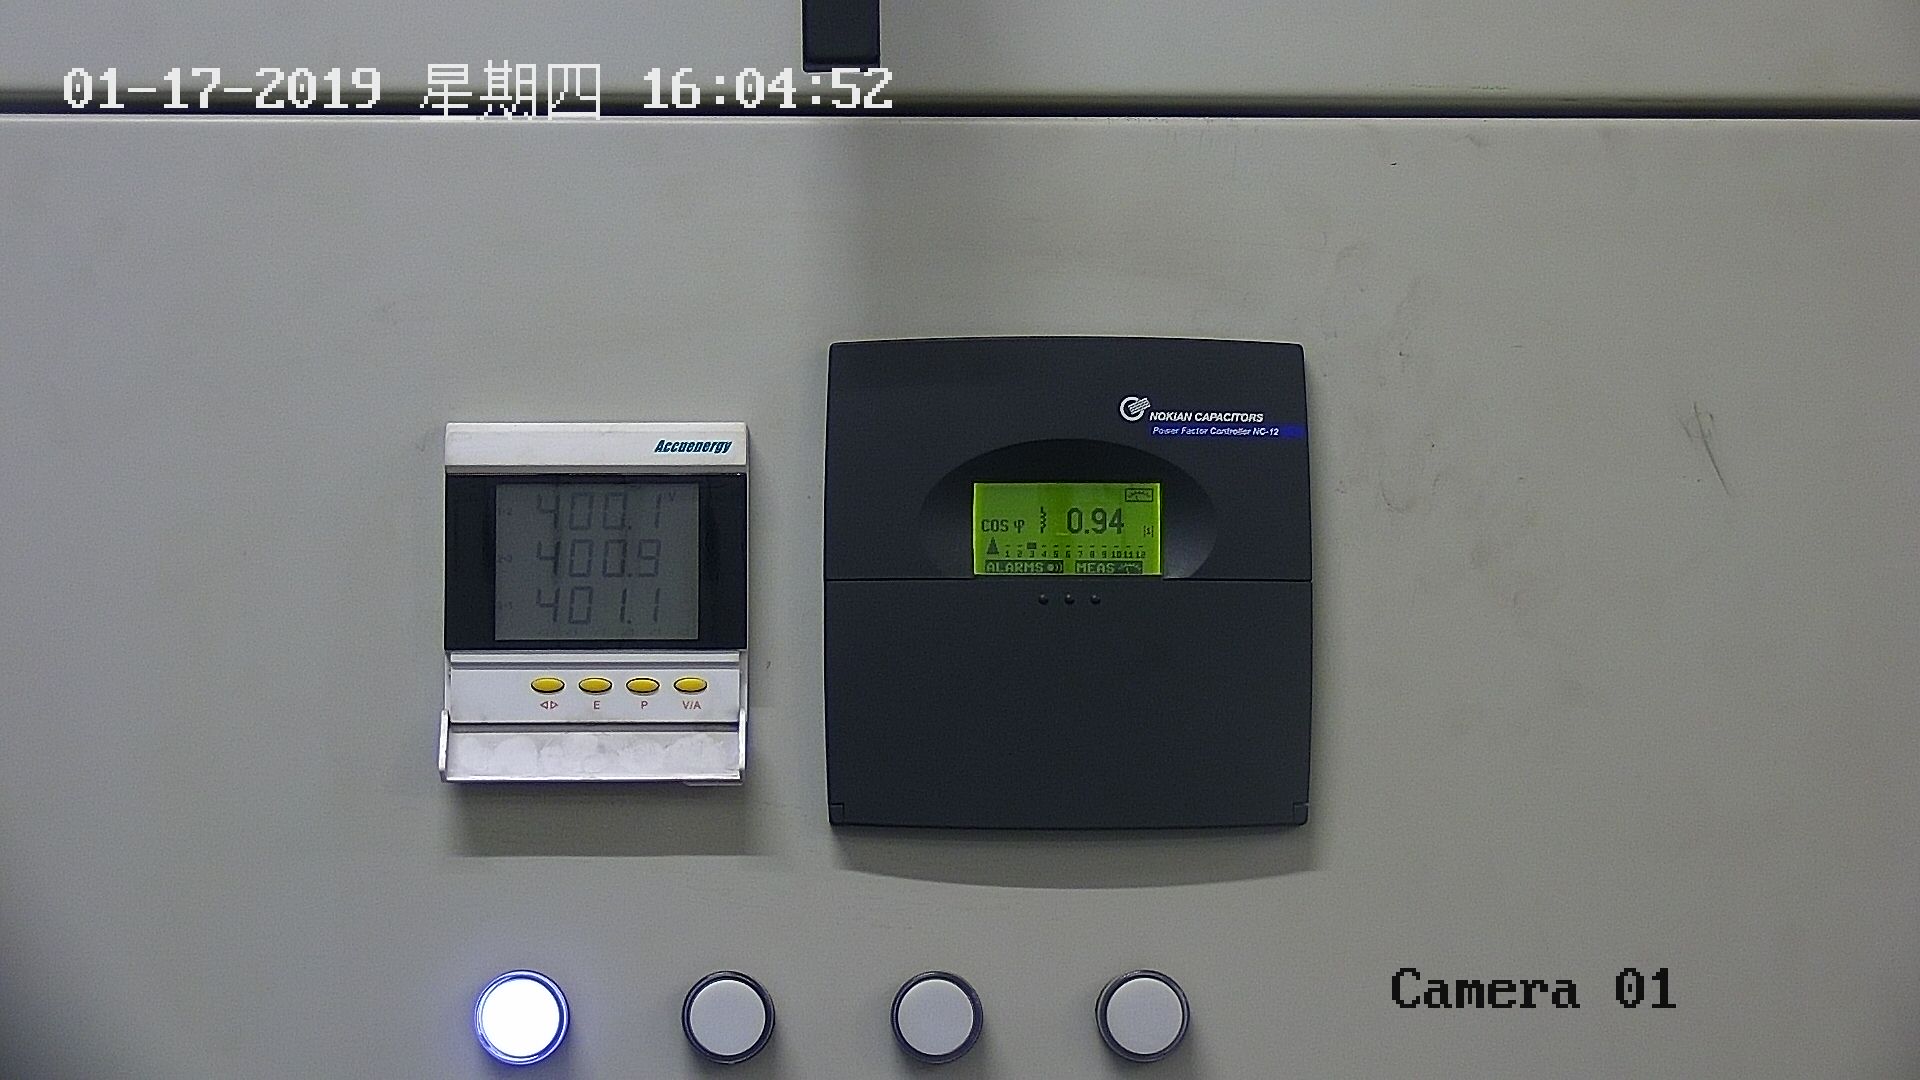 01-17-2019 星期四 16:04:52
Accuenergy
400.1 V
400.9
401.1
E P V/A
NOKIAN CAPACITORS
Power Factor Controller NC-12
COS φ 0.94
1 2 3 4 5 6 7 8 9 10 11 12
ALARMS MEAS
Camera 01